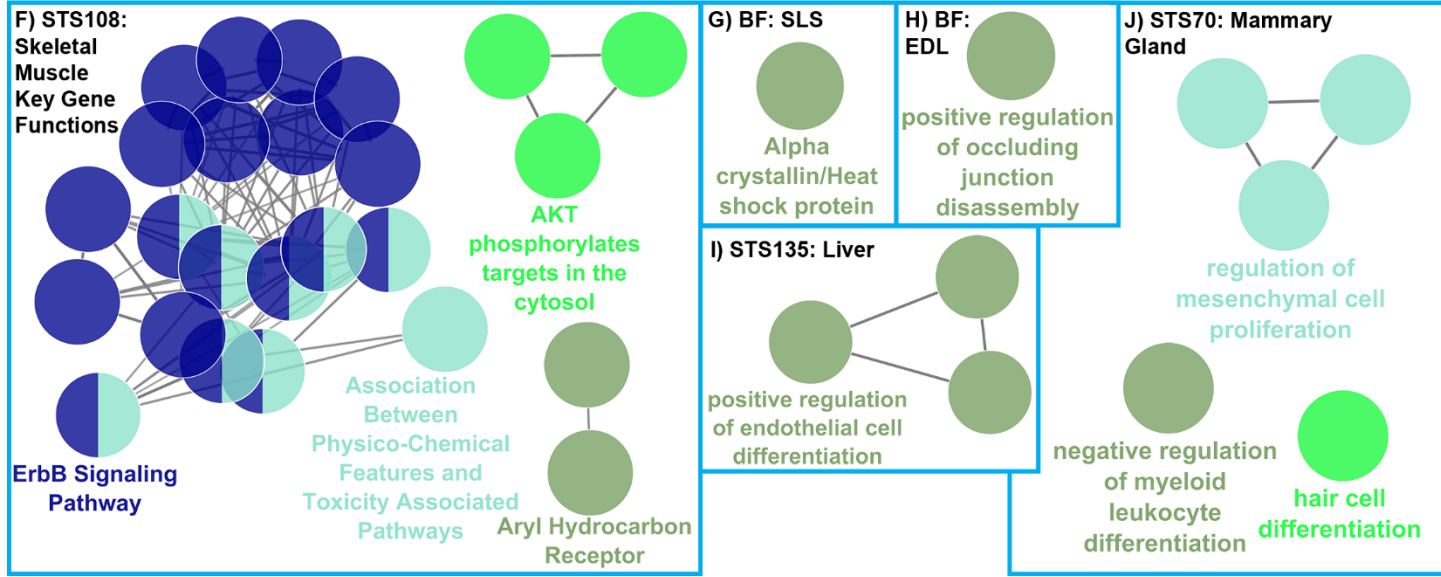 F) STS108:
Skeletal
Muscle
Key Gene
Functions
AKT
phosphorylates
targets in the
cytosol
Association
Between
Physico-Chemical
Features and
Toxicity Associated
Pathways
ErbB Signaling
Pathway
Aryl Hydrocarbon
Receptor
G) BF: SLS
Alpha
crystallin/Heat
shock protein
H) BF:
EDL
positive regulation
of occluding
junction
disassembly
I) STS135: Liver
positive regulation
of endothelial cell
differentiation
J) STS70: Mammary
Gland
regulation of
mesenchymal cell
proliferation
negative regulation
of myeloid
leukocyte
differentiation
hair cell
differentiation